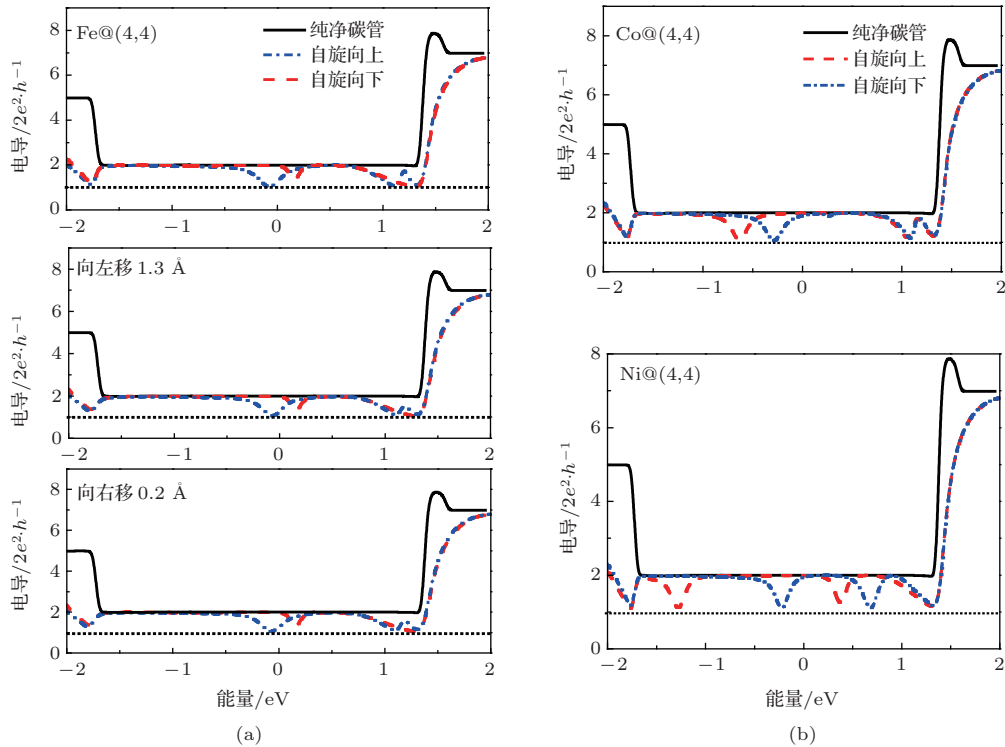 Fe@(4,4)
纯净碳管
自旋向上
自旋向下
电导/2e²·h⁻¹
8
6
4
2
0
−2
−1
0
1
2
向左移 1.3 Å
电导/2e²·h⁻¹
8
6
4
2
0
−2
−1
0
1
2
向右移 0.2 Å
电导/2e²·h⁻¹
8
6
4
2
0
−2
−1
0
1
2
能量/eV
(a)
Co@(4,4)
纯净碳管
自旋向上
自旋向下
电导/2e²·h⁻¹
8
6
4
2
0
−2
−1
0
1
2
Ni@(4,4)
电导/2e²·h⁻¹
8
6
4
2
0
−2
−1
0
1
2
能量/eV
(b)